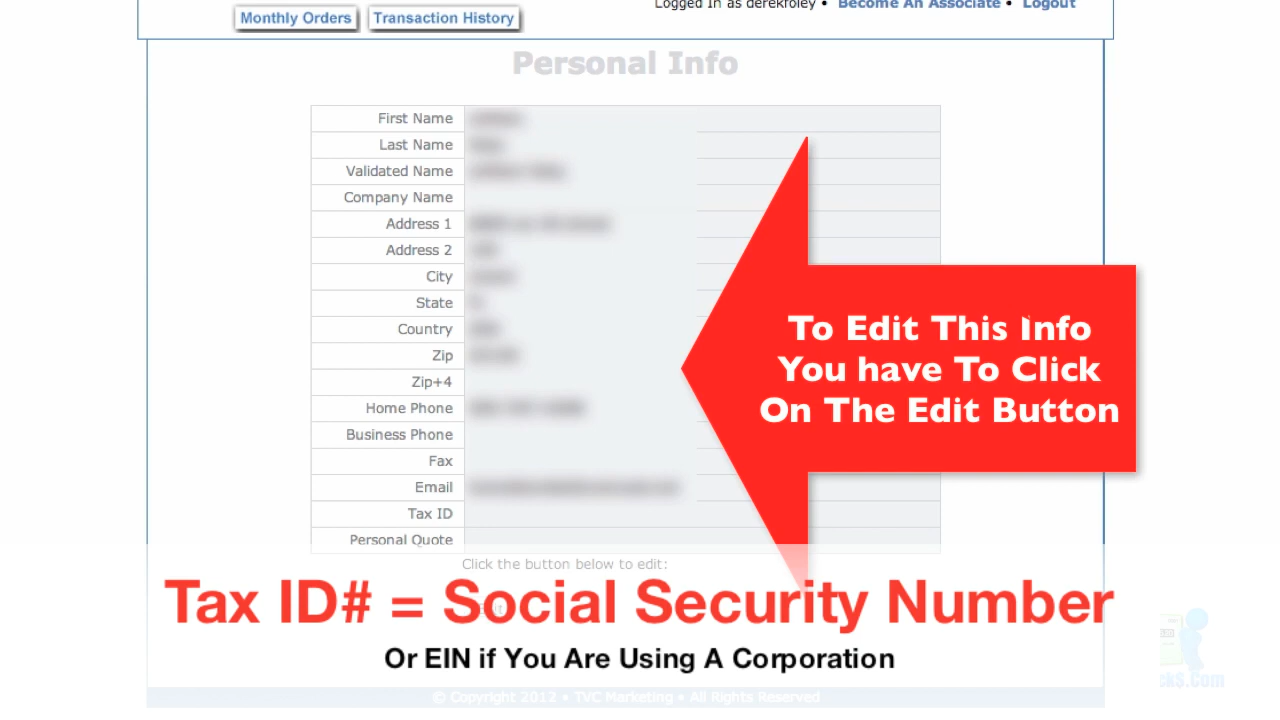 Logged In as derekroley • Become An Associate • Logout
Monthly Orders Transaction History
Personal Info
First Name
Last Name
Validated Name
Company Name
Address 1
Address 2
City
State
Country
Zip
Zip+4
Home Phone
Business Phone
Fax
Email
Tax ID
Personal Quote
To Edit This Info
You have To Click
On The Edit Button
Click the button below to edit:
Tax ID# = Social Security Number
Or EIN if You Are Using A Corporation
© Copyright 2012 • TVC Marketing • All Rights Reserved